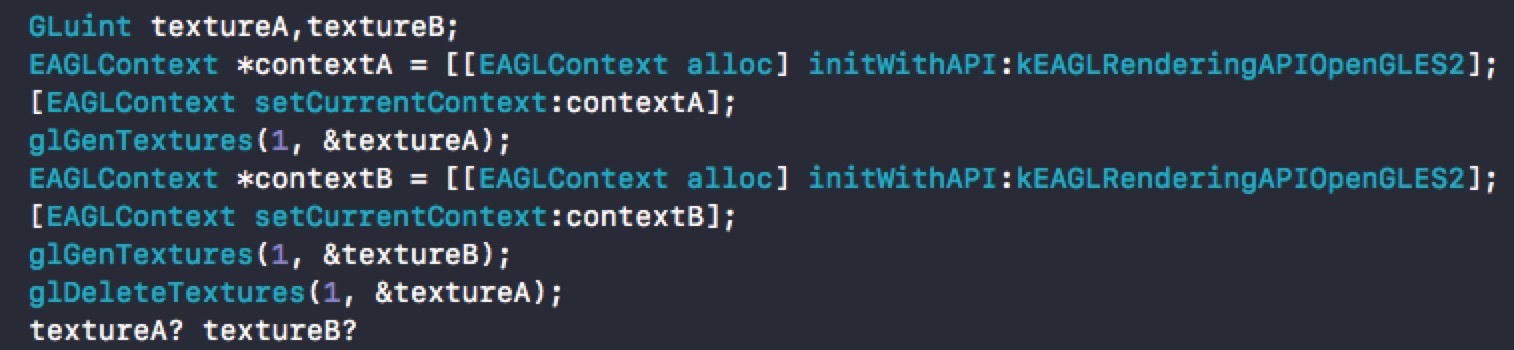 GLuint textureA,textureB;
EAGLContext *contextA = [[EAGLContext alloc] initWithAPI:kEAGLRenderingAPIOpenGLES2];
[EAGLContext setCurrentContext:contextA];
glGenTextures(1, &textureA);
EAGLContext *contextB = [[EAGLContext alloc] initWithAPI:kEAGLRenderingAPIOpenGLES2];
[EAGLContext setCurrentContext:contextB];
glGenTextures(1, &textureB);
glDeleteTextures(1, &textureA);
textureA? textureB?